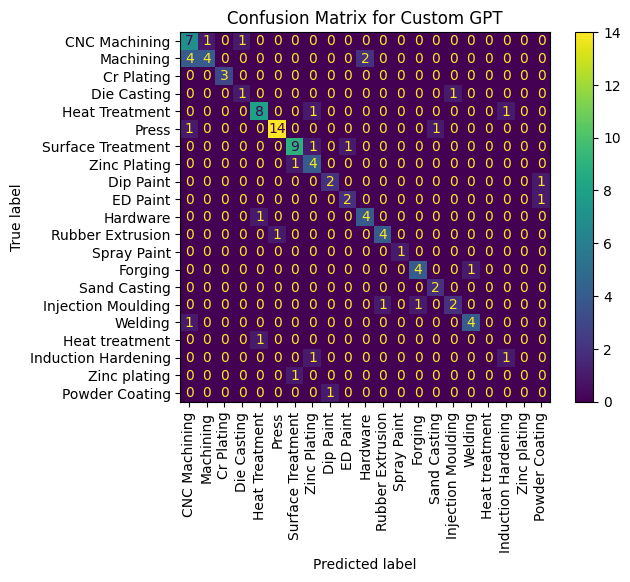 Confusion Matrix for Custom GPT
True label
CNC Machining 7 1 0 1 0 0 0 0 0 0 0 0 0 0 0 0 0 0 0 0 0
Machining 4 4 0 0 0 0 0 0 0 0 2 0 0 0 0 0 0 0 0 0 0
Cr Plating 0 0 3 0 0 0 0 0 0 0 0 0 0 0 0 0 0 0 0 0 0
Die Casting 0 0 0 1 0 0 0 0 0 0 0 0 0 0 0 1 0 0 0 0 0
Heat Treatment 0 0 0 0 8 0 0 1 0 0 0 0 0 0 0 0 0 0 1 0 0
Press 1 0 0 0 0 14 0 0 0 0 0 0 0 0 1 0 0 0 0 0 0
Surface Treatment 0 0 0 0 0 0 9 1 0 1 0 0 0 0 0 0 0 0 0 0 0
Zinc Plating 0 0 0 0 0 0 1 4 0 0 0 0 0 0 0 0 0 0 0 0 0
Dip Paint 0 0 0 0 0 0 0 0 2 0 0 0 0 0 0 0 0 0 0 0 1
ED Paint 0 0 0 0 0 0 0 0 0 2 0 0 0 0 0 0 0 0 0 0 1
Hardware 0 0 0 0 1 0 0 0 0 0 4 0 0 0 0 0 0 0 0 0 0
Rubber Extrusion 0 0 0 0 0 1 0 0 0 0 0 4 0 0 0 0 0 0 0 0 0
Spray Paint 0 0 0 0 0 0 0 0 0 0 0 0 1 0 0 0 0 0 0 0 0
Forging 0 0 0 0 0 0 0 0 0 0 0 0 0 4 0 0 1 0 0 0 0
Sand Casting 0 0 0 0 0 0 0 0 0 0 0 0 0 0 2 0 0 0 0 0 0
Injection Moulding 0 0 0 0 0 0 0 0 0 0 0 1 0 1 0 2 0 0 0 0 0
Welding 1 0 0 0 0 0 0 0 0 0 0 0 0 0 0 0 4 0 0 0 0
Heat treatment 0 0 0 0 1 0 0 0 0 0 0 0 0 0 0 0 0 0 0 0 0
Induction Hardening 0 0 0 0 0 0 0 1 0 0 0 0 0 0 0 0 0 0 1 0 0
Zinc plating 0 0 0 0 0 0 1 0 0 0 0 0 0 0 0 0 0 0 0 0 0
Powder Coating 0 0 0 0 0 0 0 0 1 0 0 0 0 0 0 0 0 0 0 0 0
CNC Machining
Machining
Cr Plating
Die Casting
Heat Treatment
Press
Surface Treatment
Zinc Plating
Dip Paint
ED Paint
Hardware
Rubber Extrusion
Spray Paint
Forging
Sand Casting
Injection Moulding
Welding
Heat treatment
Induction Hardening
Zinc plating
Powder Coating
Predicted label
14
12
10
8
6
4
2
0